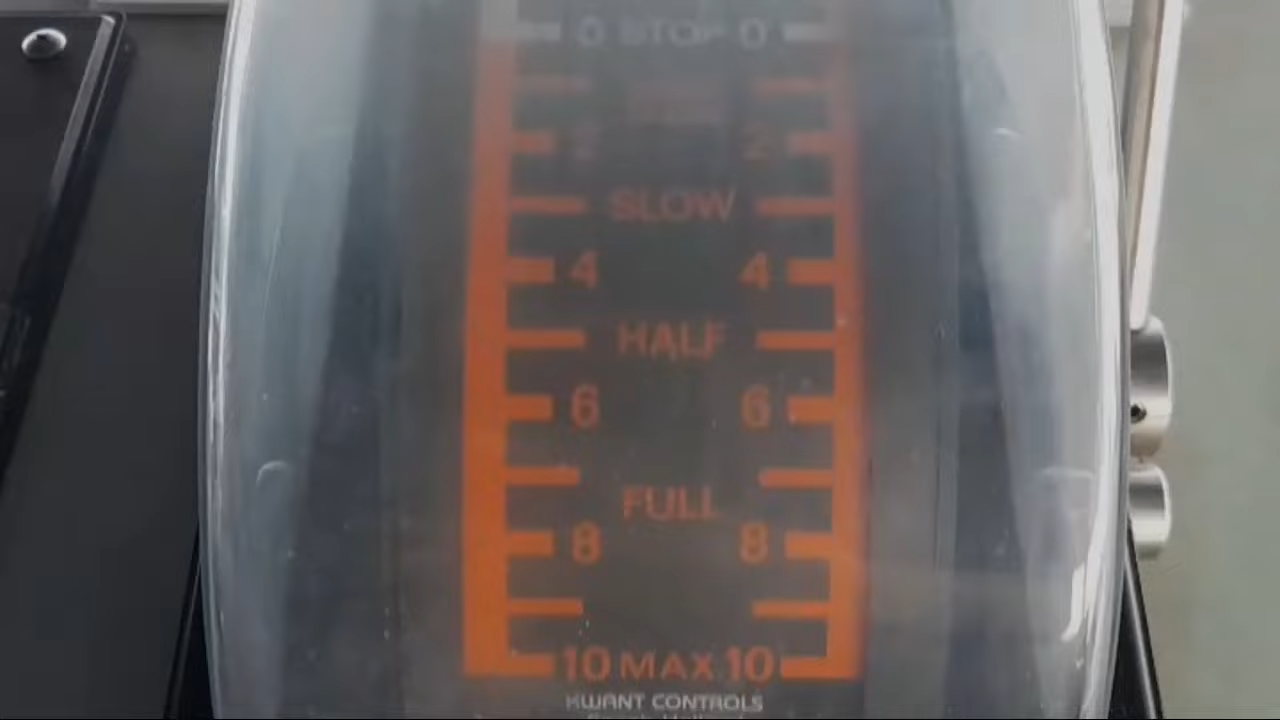 0 STOP 0
2 2
SLOW
4 4
HALF
6 6
FULL
8 8
10 MAX. 10
KWANT CONTROLS